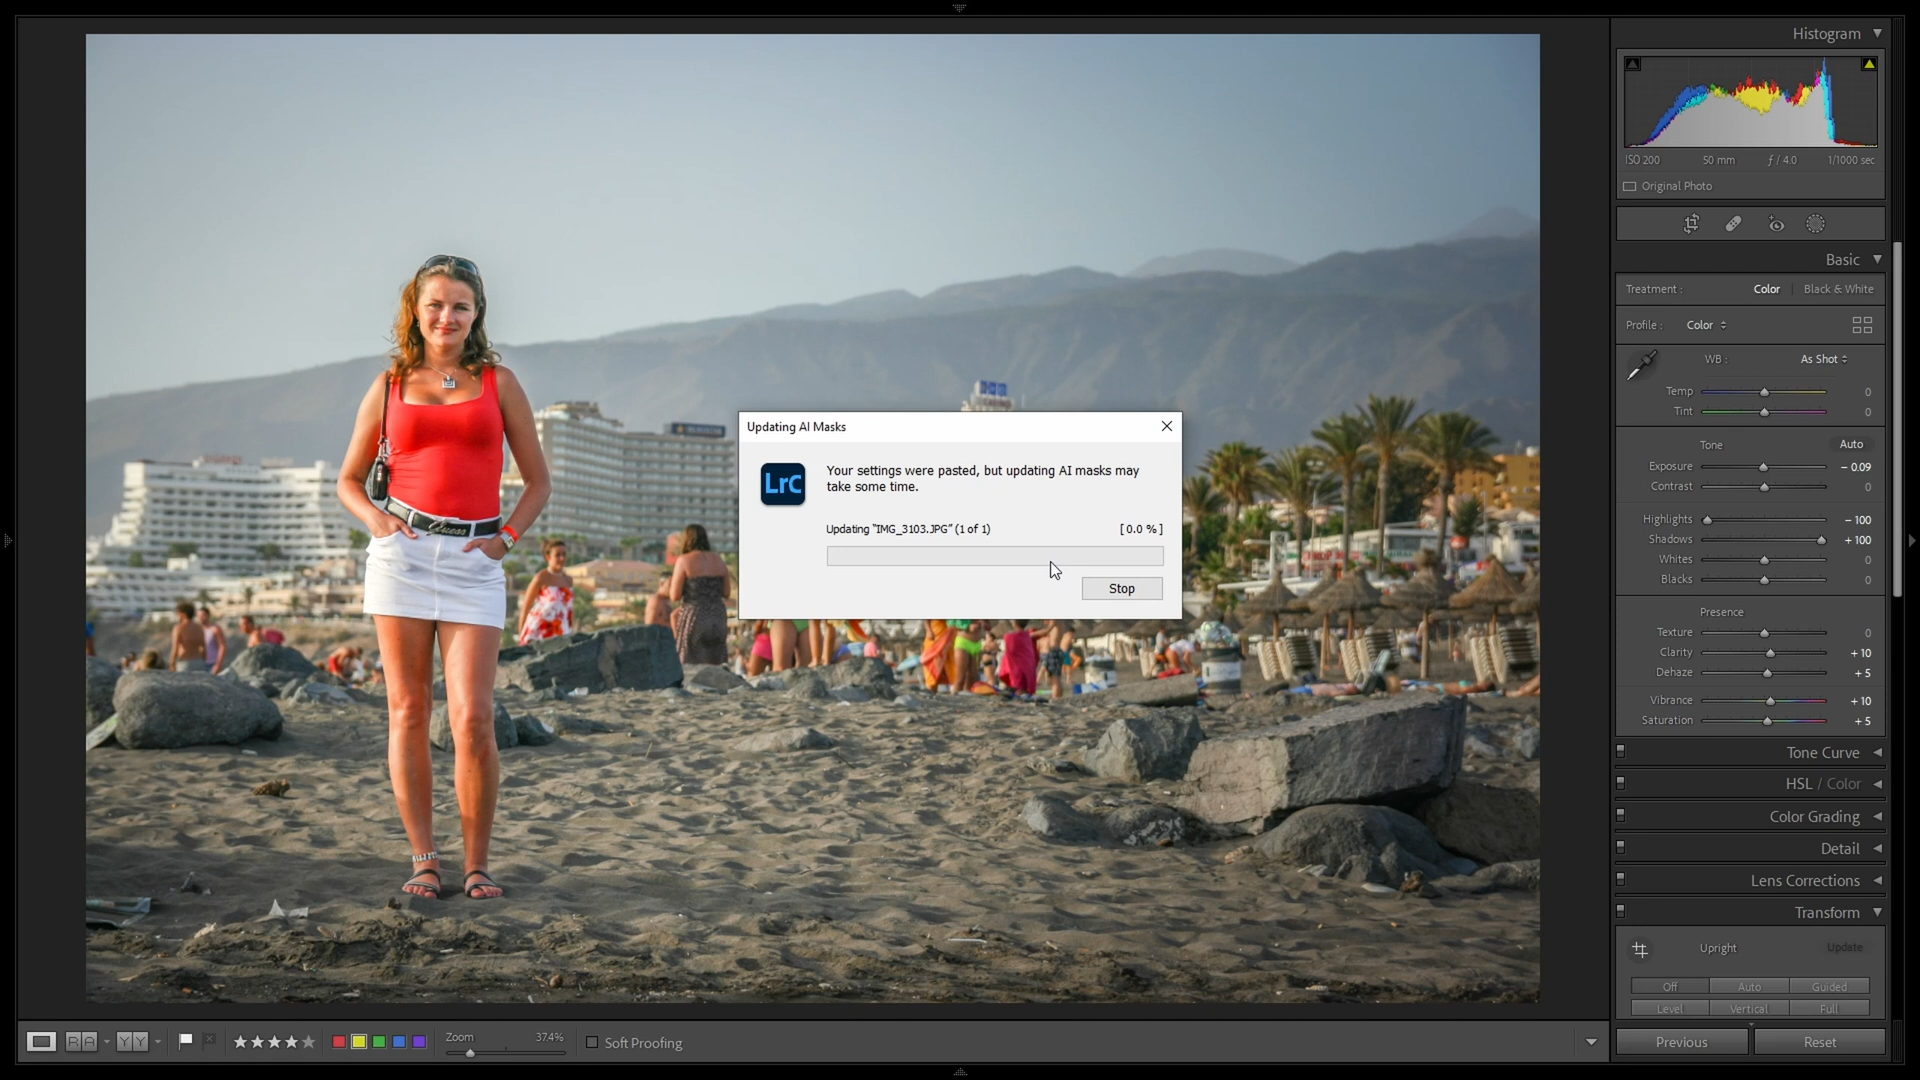 Histogram
ISO 200 50 mm ƒ / 4.0 1/1000 sec
Original Photo
Basic
Treatment : Color Black & White
Profile : Color
WB : As Shot
Temp 0
Tint 0
Tone Auto
Exposure – 0.09
Contrast 0
Highlights – 100
Shadows + 100
Whites 0
Blacks 0
Presence
Texture 0
Clarity + 10
Dehaze + 5
Vibrance + 10
Saturation + 5
Tone Curve
HSL / Color
Color Grading
Detail
Lens Corrections
Transform
Upright Update
Off Auto Guided
Level Vertical Full
Previous Reset
Updating AI Masks
LrC
Your settings were pasted, but updating AI masks may
take some time.
Updating “IMG_3103.JPG” (1 of 1) [ 0.0 % ]
Stop
Guess
R A Y Y Zoom 37.4% Soft Proofing